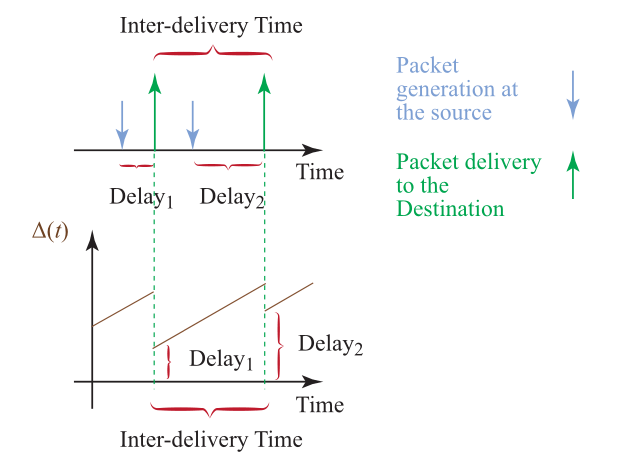 Inter-delivery Time
Packet
generation at
the source
Packet delivery
to the
Destination
Time
Delay₁
Delay₂
Δ(t)
Delay₂
Delay₁
Time
Inter-delivery Time